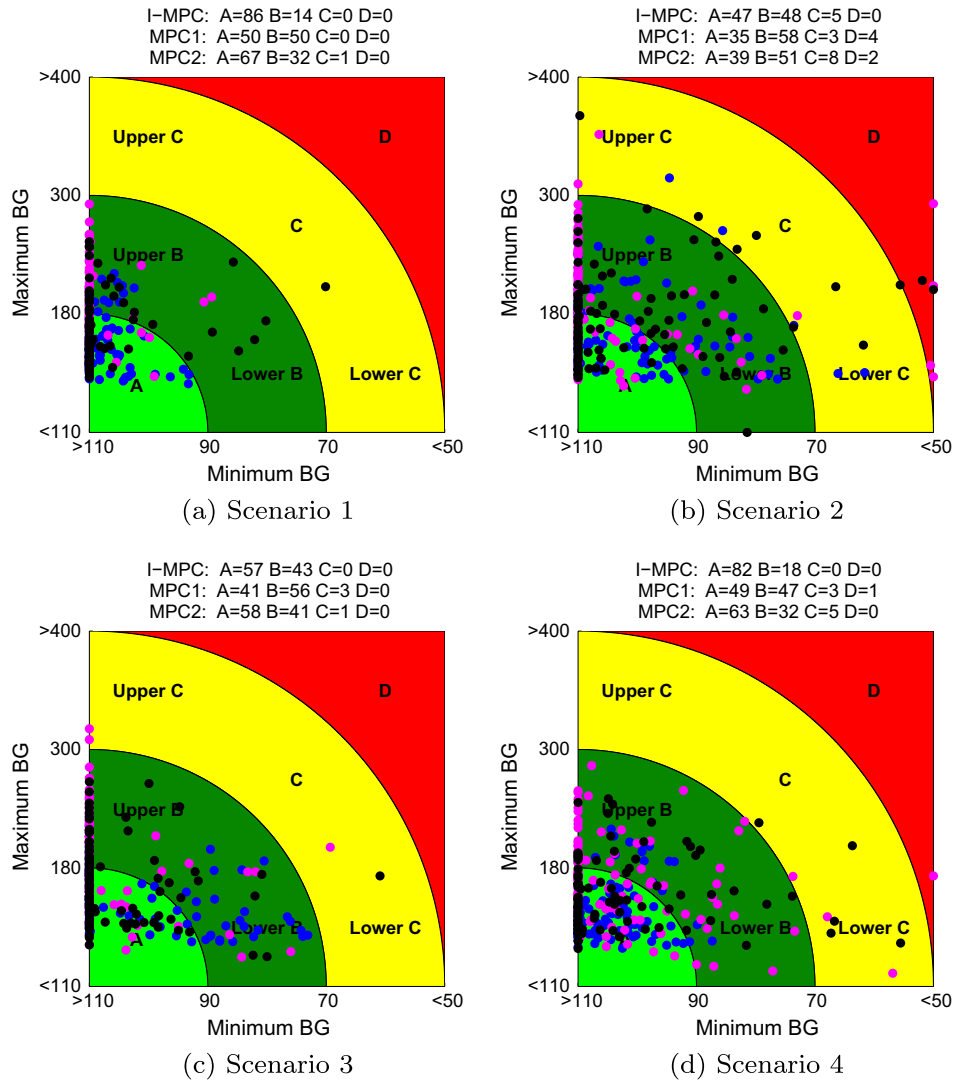 I−MPC: A=86 B=14 C=0 D=0
MPC1: A=50 B=50 C=0 D=0
MPC2: A=67 B=32 C=1 D=0
>400
300
180
<110
Maximum BG
Upper C
D
C
Upper B
A
Lower B
Lower C
>110 90 70 <50
Minimum BG
(a) Scenario 1
I−MPC: A=47 B=48 C=5 D=0
MPC1: A=35 B=58 C=3 D=4
MPC2: A=39 B=51 C=8 D=2
>400
300
180
<110
Maximum BG
Upper C
D
C
Upper B
A
Lower B
Lower C
>110 90 70 <50
Minimum BG
(b) Scenario 2
I−MPC: A=57 B=43 C=0 D=0
MPC1: A=41 B=56 C=3 D=0
MPC2: A=58 B=41 C=1 D=0
>400
300
180
<110
Maximum BG
Upper C
D
C
Upper B
A
Lower B
Lower C
>110 90 70 <50
Minimum BG
(c) Scenario 3
I−MPC: A=82 B=18 C=0 D=0
MPC1: A=49 B=47 C=3 D=1
MPC2: A=63 B=32 C=5 D=0
>400
300
180
<110
Maximum BG
Upper C
D
C
Upper B
Lower B
Lower C
>110 90 70 <50
Minimum BG
(d) Scenario 4